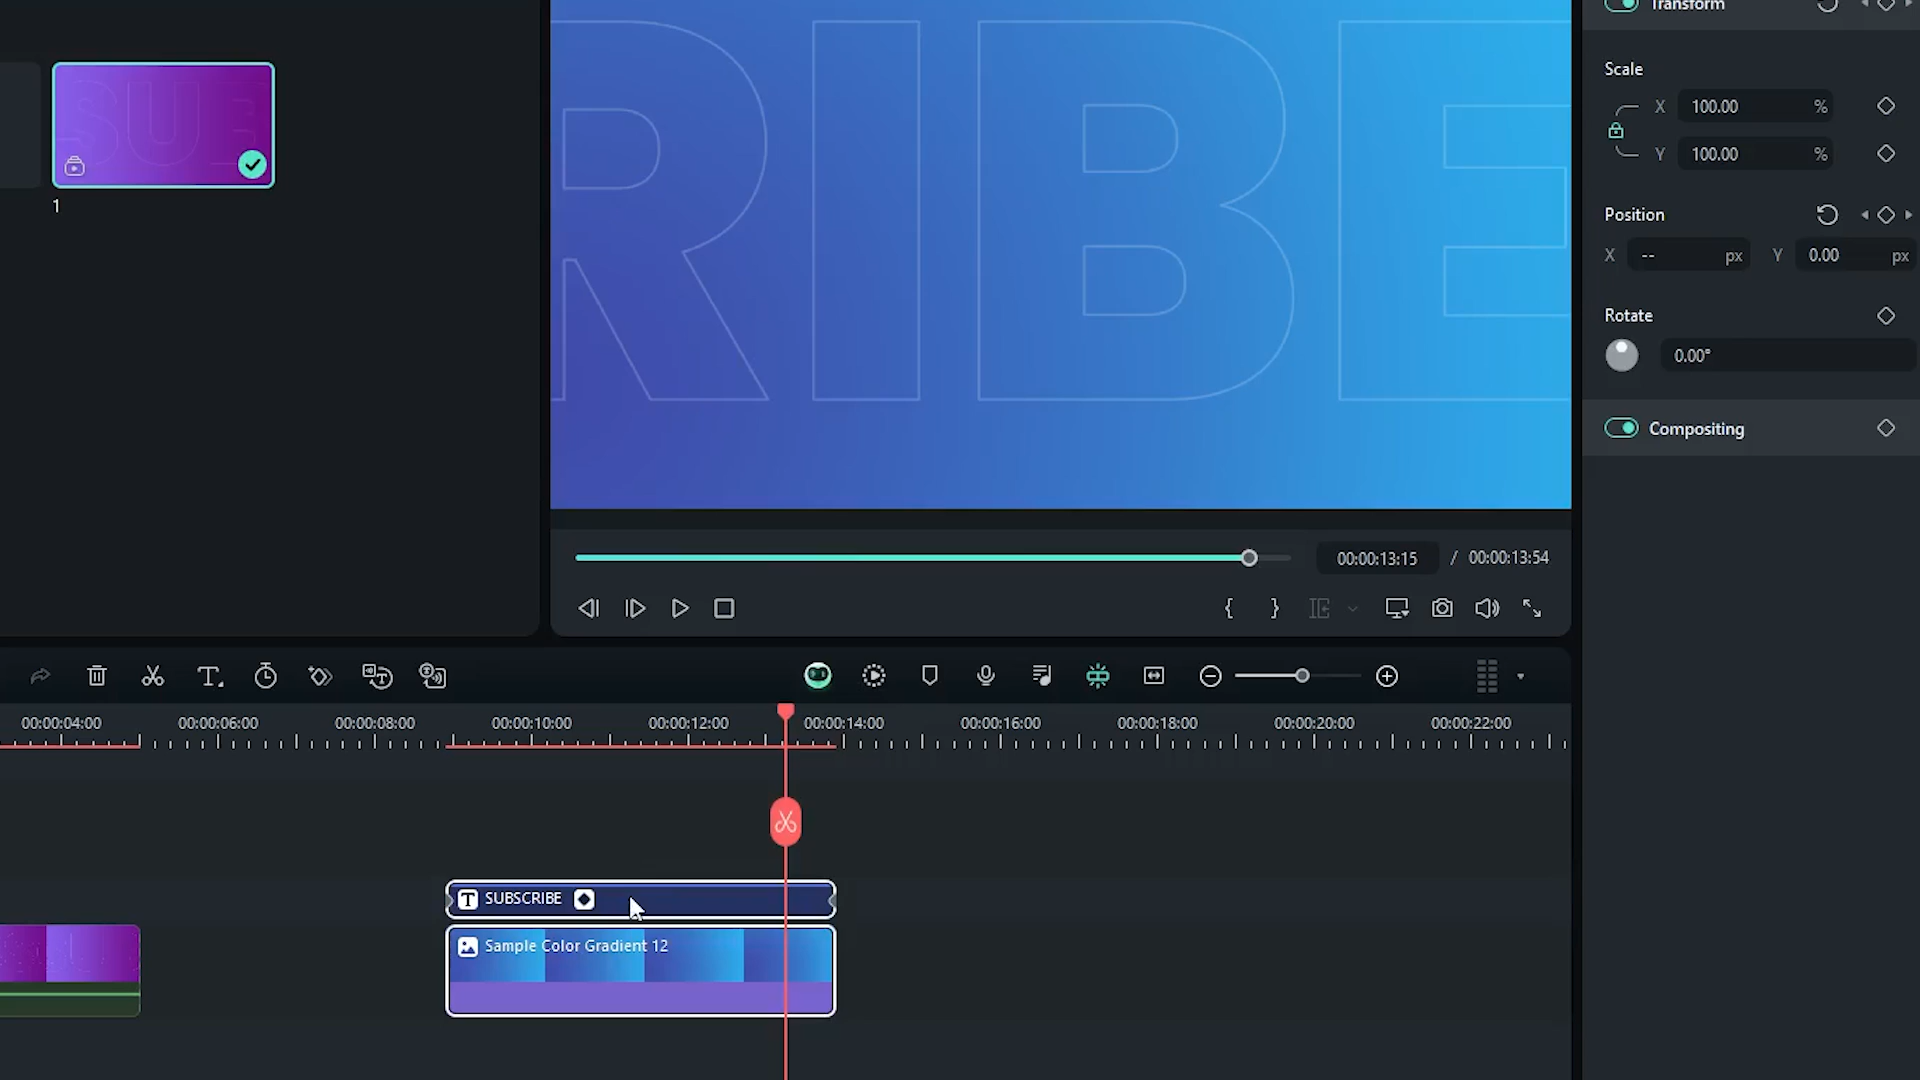 SUB
1
RIBE
Transform
Scale
X 100.00 %
Y 100.00 %
Position
X -- px Y 0.00 px
Rotate
0.00°
Compositing
00:00:13:15 / 00:00:13:54
{ }
00:00:04:00 00:00:06:00 00:00:08:00 00:00:10:00 00:00:12:00 00:00:14:00 00:00:16:00 00:00:18:00 00:00:20:00 00:00:22:00
T SUBSCRIBE
Sample Color Gradient 12